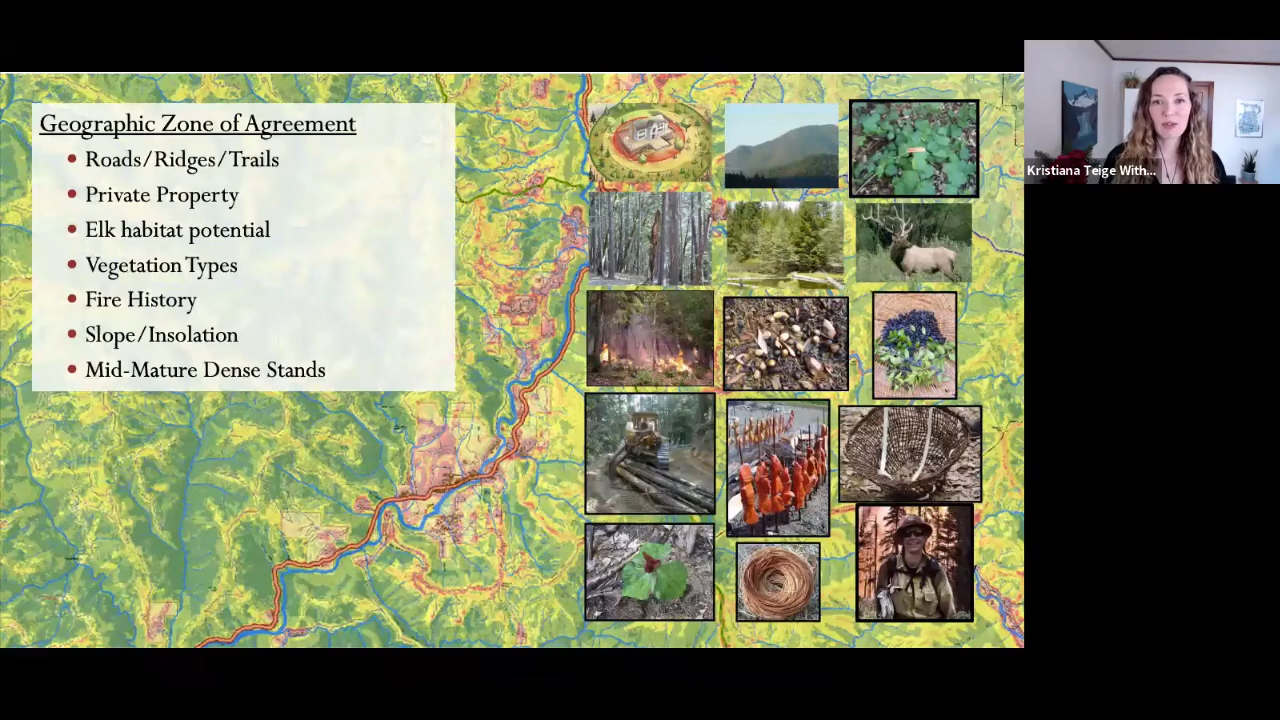 Geographic Zone of Agreement
Roads/Ridges/Trails
Private Property
Elk habitat potential
Vegetation Types
Fire History
Slope/Insolation
Mid-Mature Dense Stands
Kristiana Teige With...